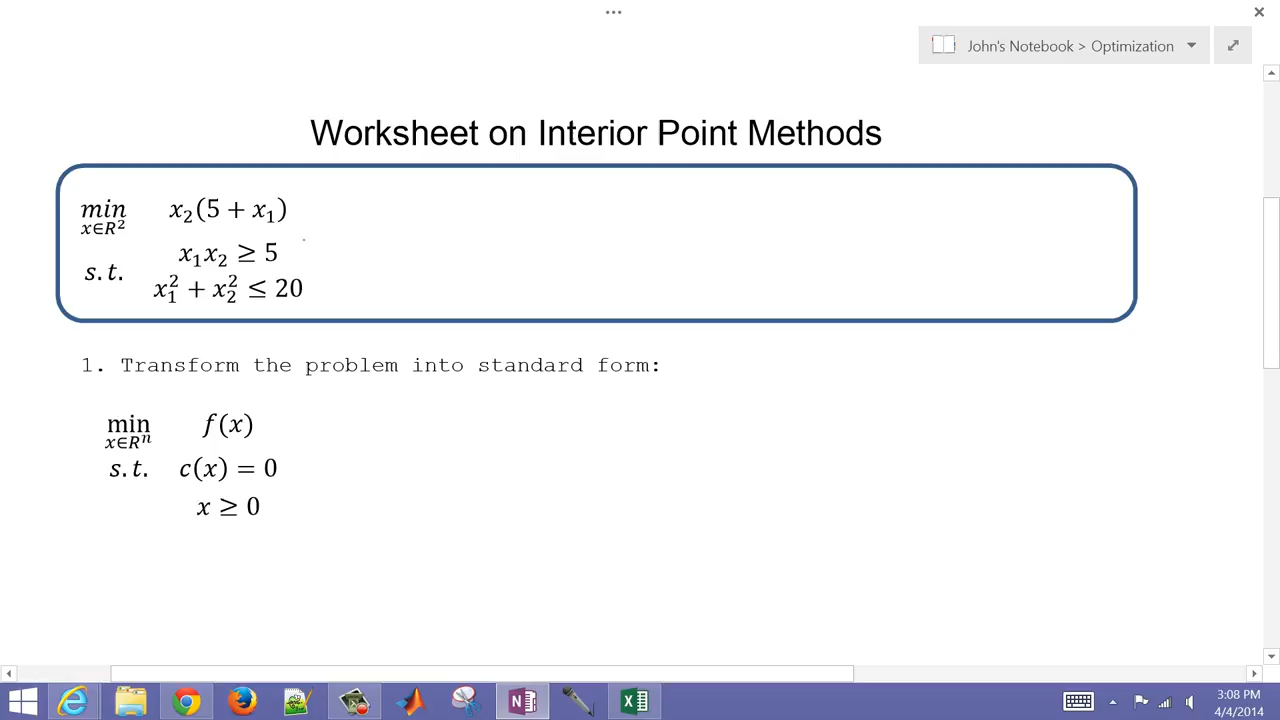 ...
John's Notebook > Optimization
Worksheet on Interior Point Methods
min x₂(5 + x₁)
x∈R²
x₁x₂ ≥ 5
s.t.
x₁² + x₂² ≤ 20
1. Transform the problem into standard form:
min f(x)
x∈Rⁿ
s.t. c(x) = 0
x ≥ 0
3:08 PM
4/4/2014